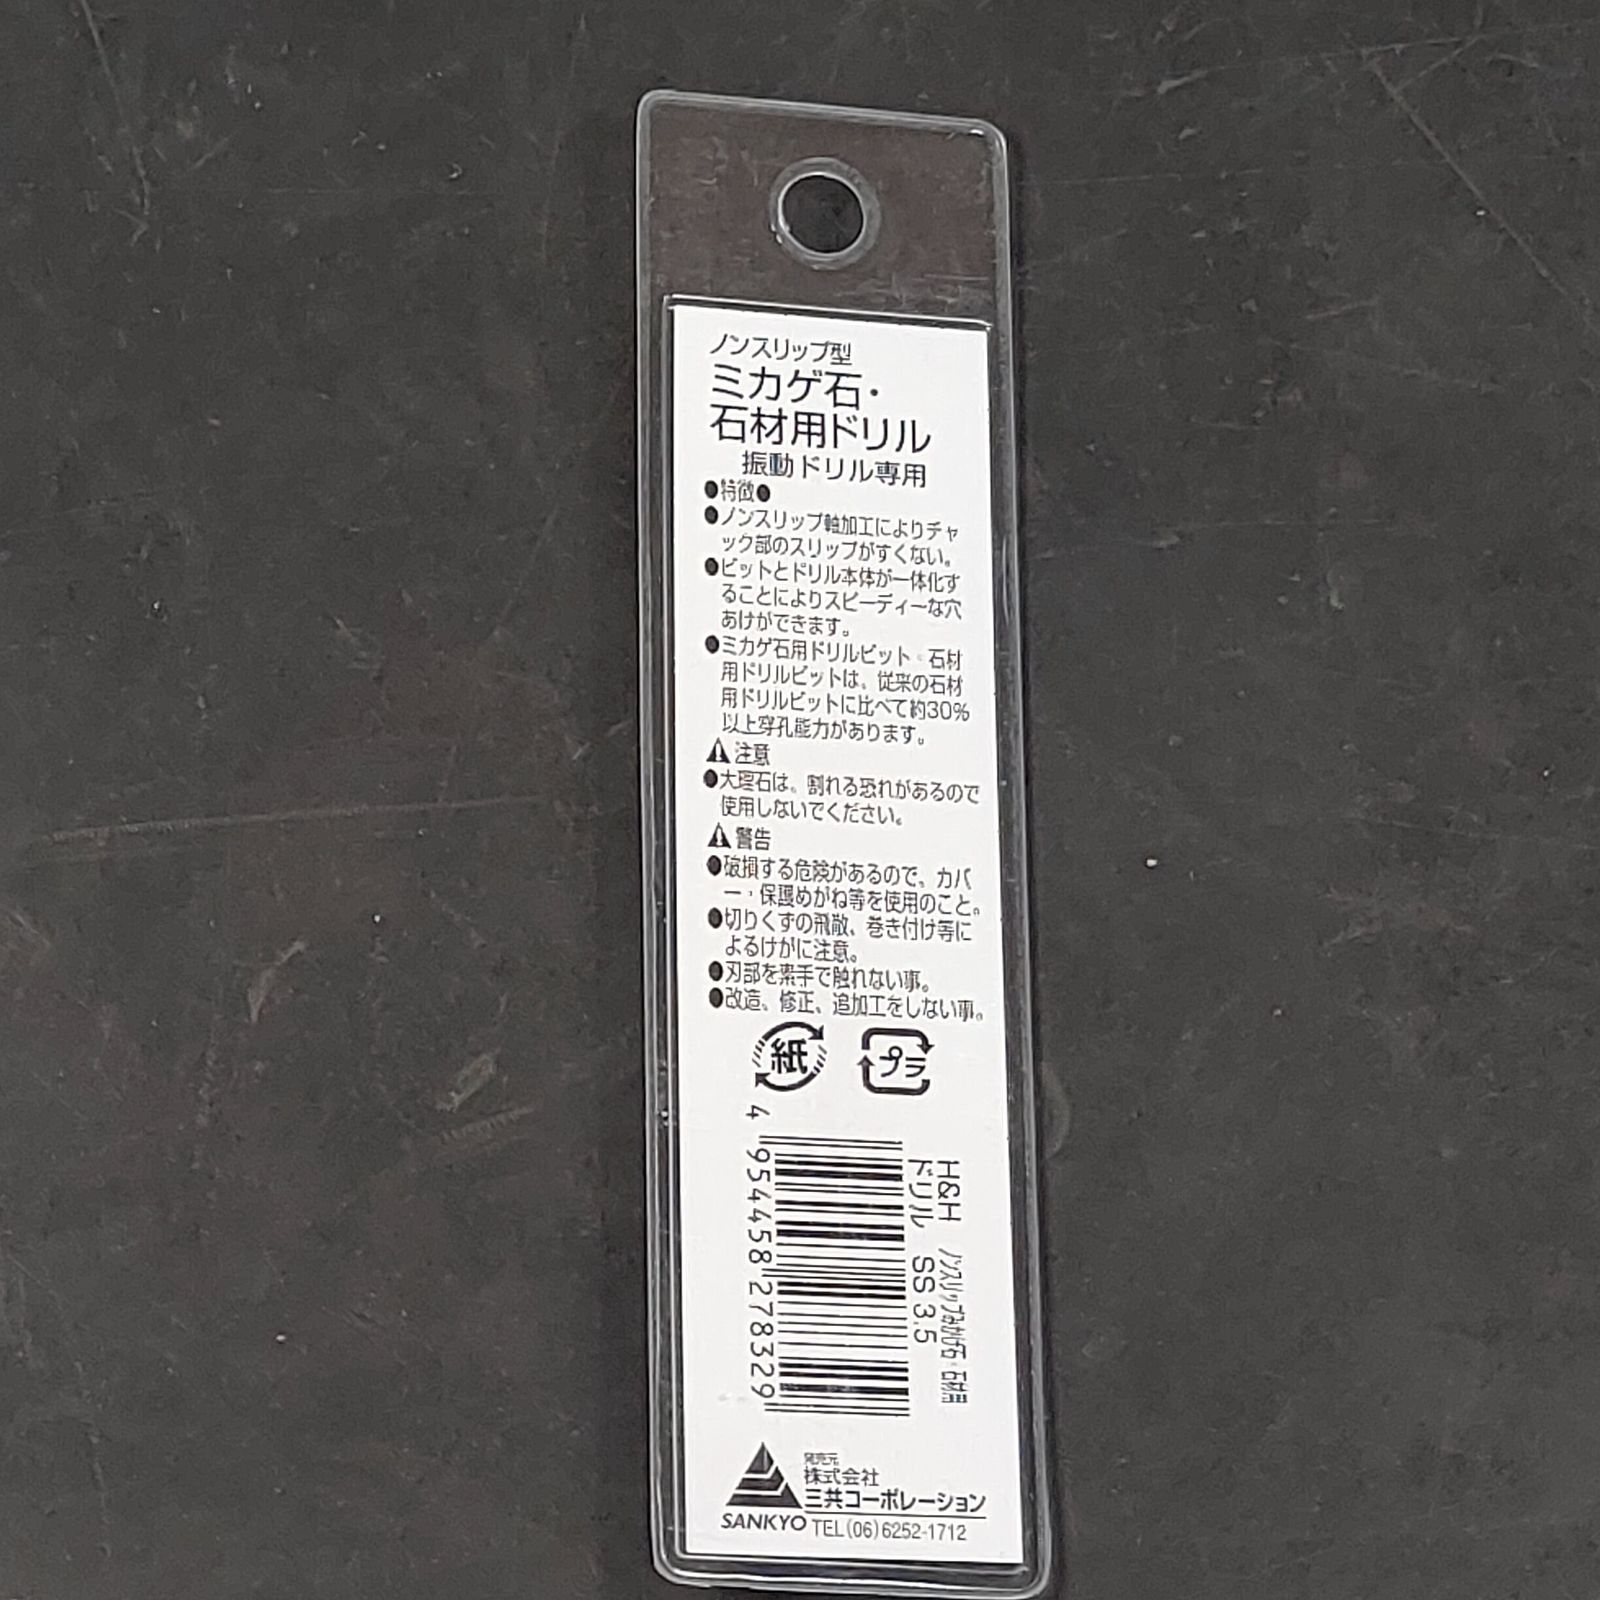 ノンスリップ型
ミカゲ石・
石材用ドリル
振動ドリル専用
●特徴●
●ノンスリップ軸加工によりチャ
ック部のスリップがすくない。
●ビットとドリル本体が一体化す
ることによりスピーディーな穴
あけができます。
●ミカゲ石用ドリルビット・石材
用ドリルビットは、従来の石材
用ドリルビットに比べて約30%
以上穿孔能力があります。
⚠注意
●大理石は、割れる恐れがあるので
使用しないでください。
⚠警告
●破損する危険があるので、カバ
ー・保護めがね等を使用のこと。
●切りくずの飛散、巻き付け等に
よるけがに注意。
●刃部を素手で触れない事。
●改造、修正、追加工をしない事。
紙
プラ
H&H ノンスリップみかげ石・石材用
ドリル SS 3.5
4 954458 278329
発売元
株式会社
三共コーポレーション
SANKYO TEL(06)6252-1712